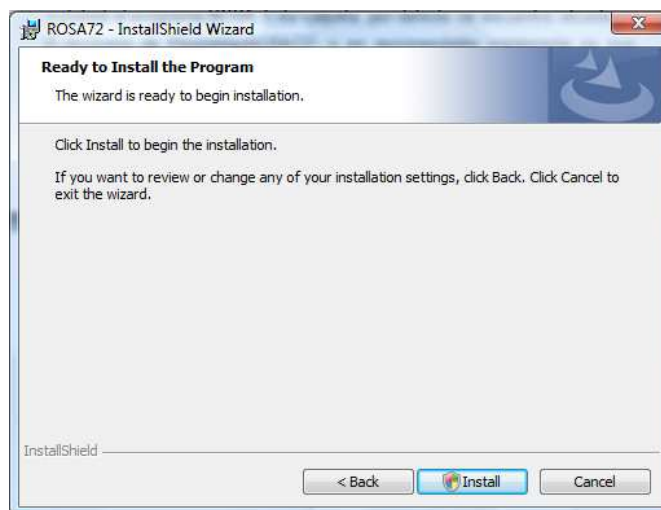 ROSA72 - InstallShield Wizard
Ready to Install the Program
The wizard is ready to begin installation.
Click Install to begin the installation.
If you want to review or change any of your installation settings, click Back. Click Cancel to
exit the wizard.
InstallShield
< Back
Install
Cancel